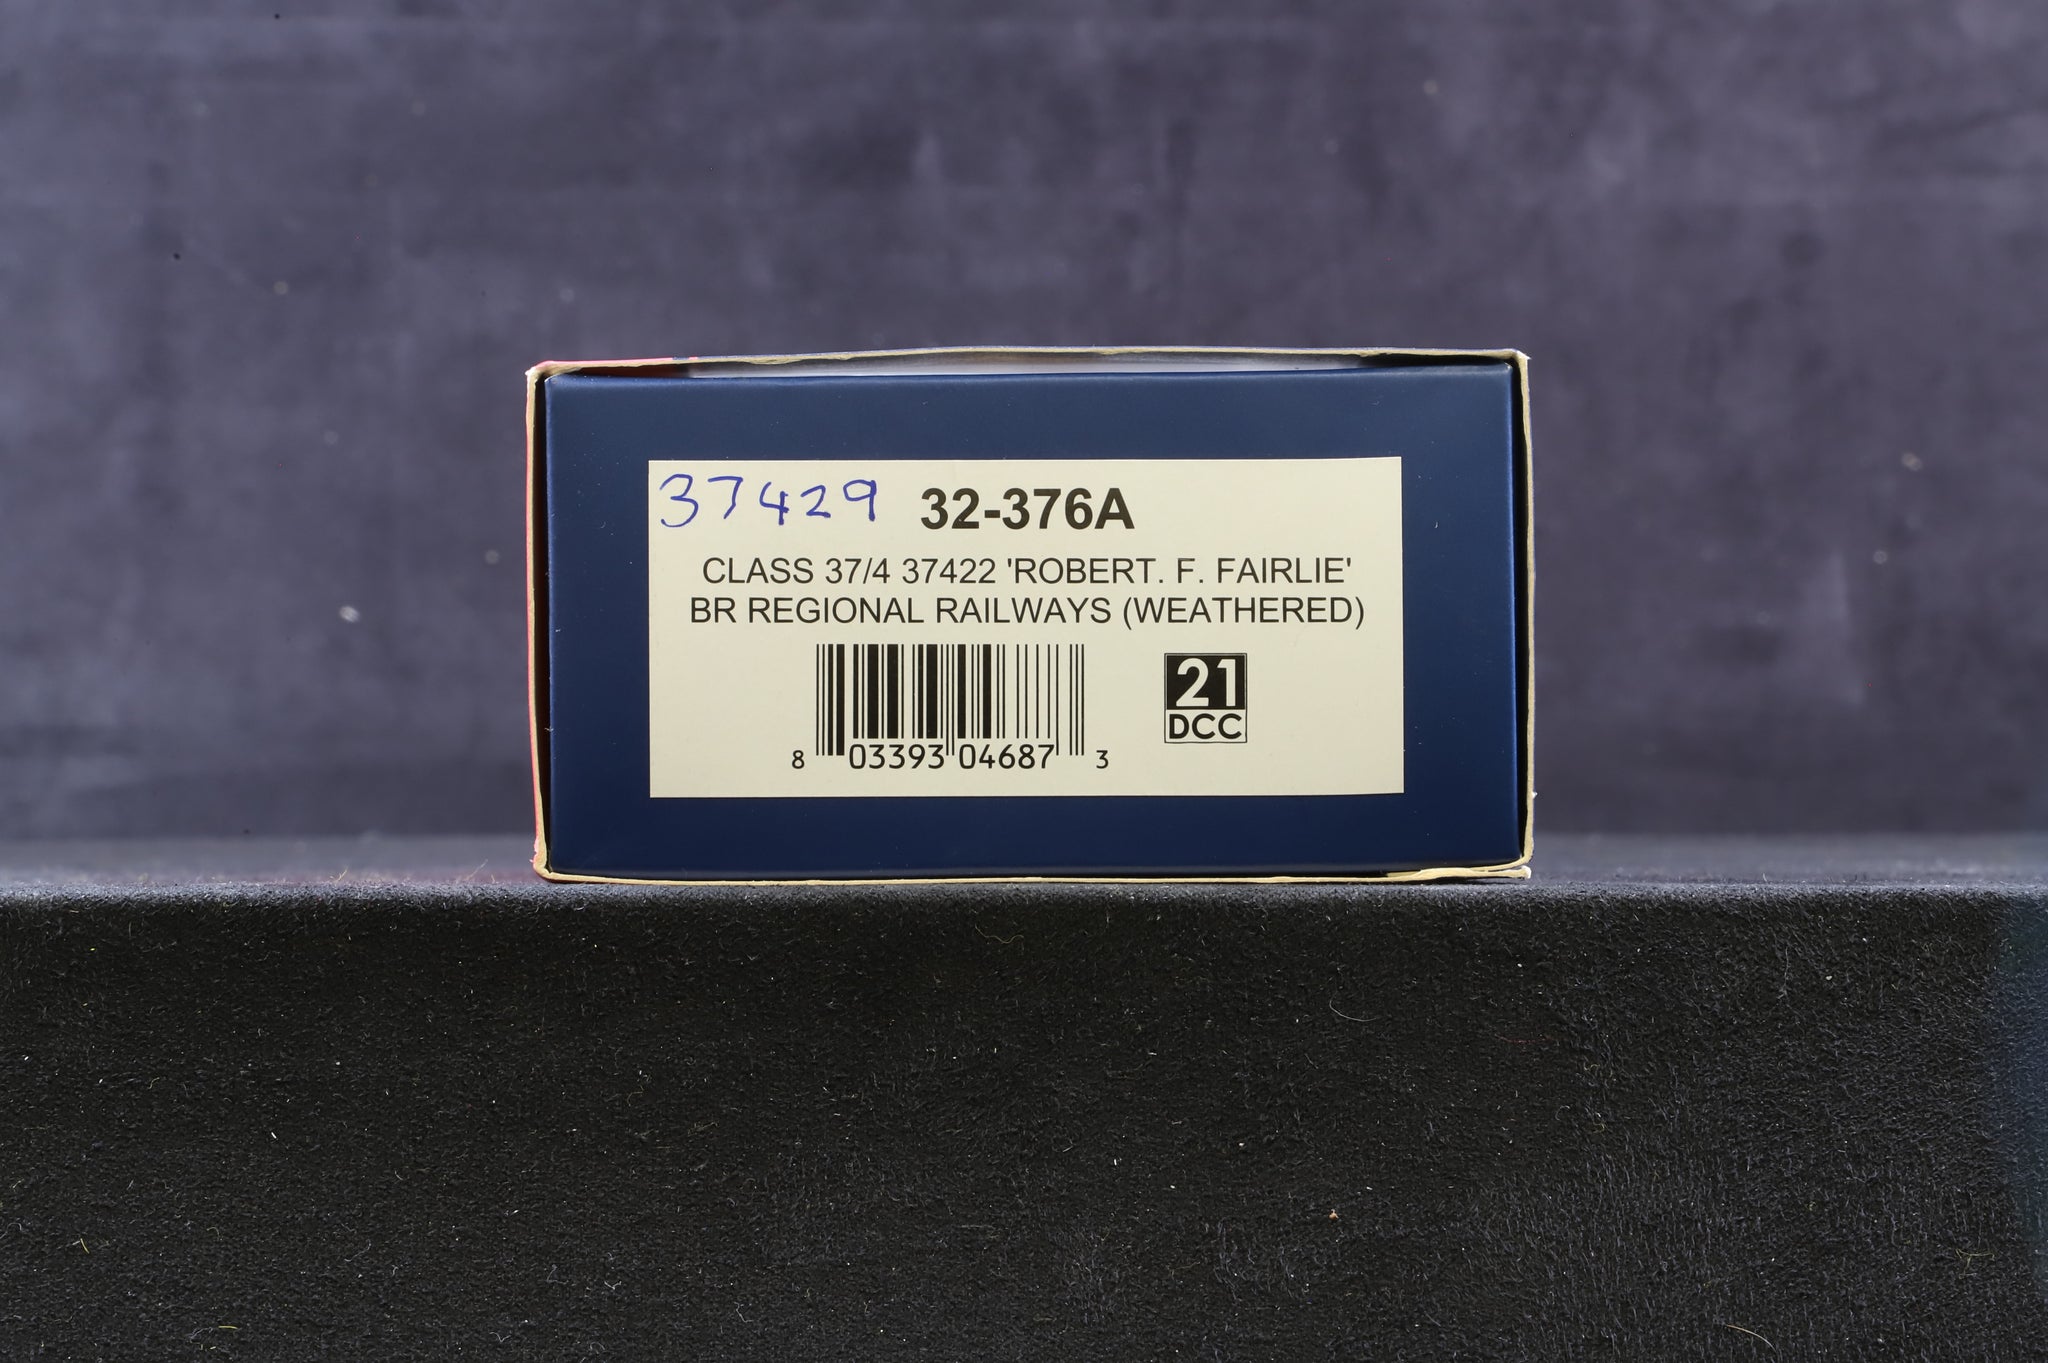 37429 32-376A
CLASS 37/4 37422 'ROBERT. F. FAIRLIE'
BR REGIONAL RAILWAYS (WEATHERED)
21
DCC
8 03393 04687 3